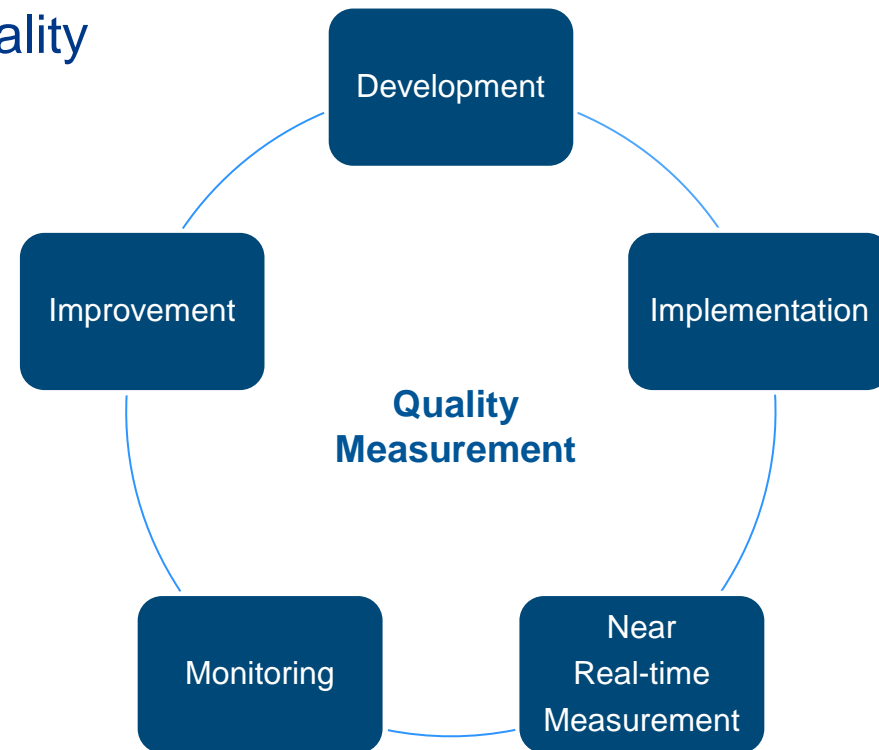 ality
Development
Implementation
Improvement
Quality
Measurement
Near
Real-time
Measurement
Monitoring